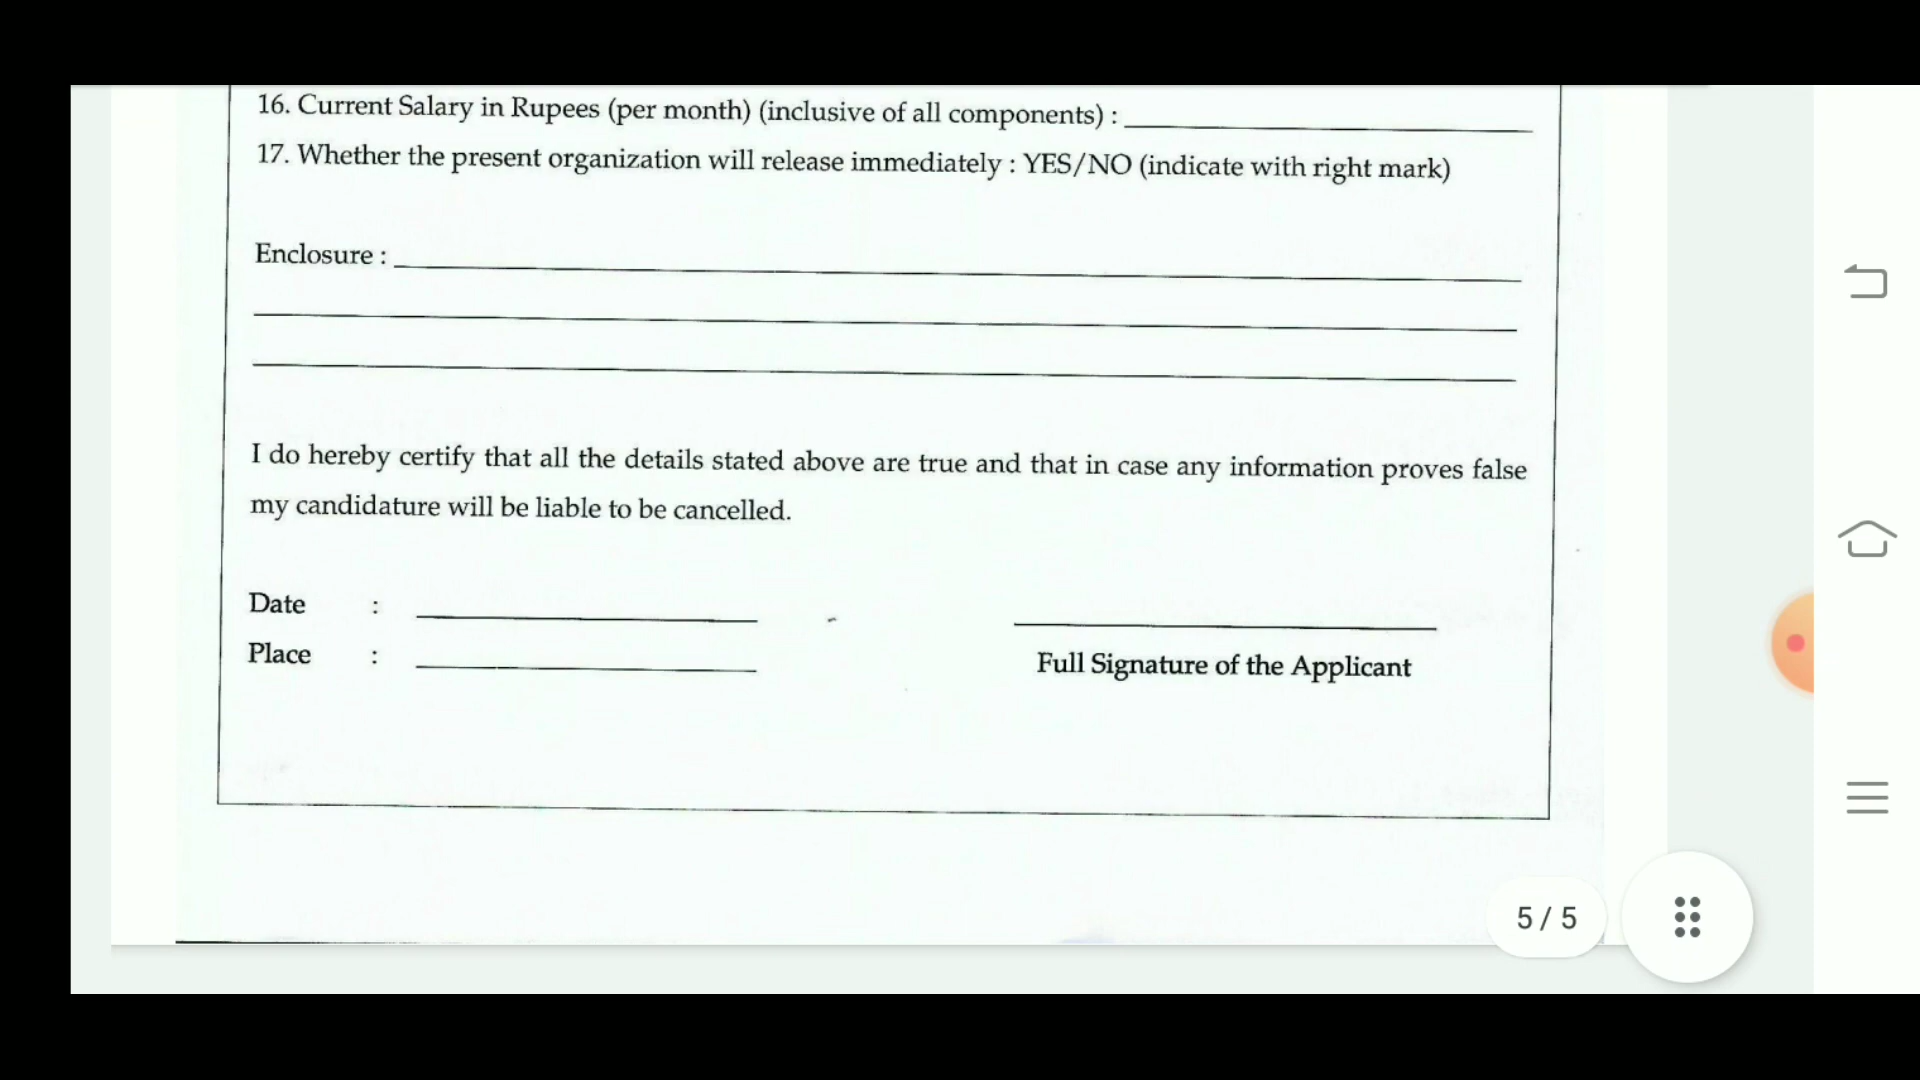 16. Current Salary in Rupees (per month) (inclusive of all components) :
17. Whether the present organization will release immediately : YES/NO (indicate with right mark)
Enclosure :
I do hereby certify that all the details stated above are true and that in case any information proves false
my candidature will be liable to be cancelled.
Date :
Place :
Full Signature of the Applicant
5 / 5